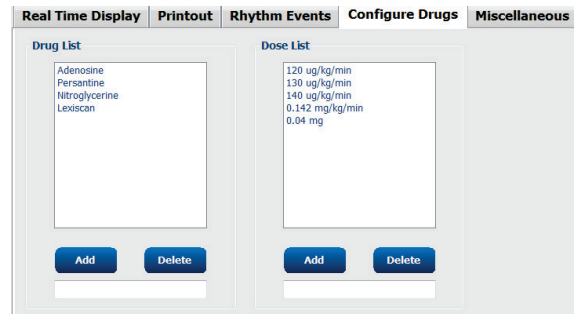 Real Time Display Printout Rhythm Events Configure Drugs Miscellaneous
Drug List
Adenosine
Persantine
Nitroglycerine
Lexiscan
Add Delete
Dose List
120 ug/kg/min
130 ug/kg/min
140 ug/kg/min
0.142 mg/kg/min
0.04 mg
Add Delete